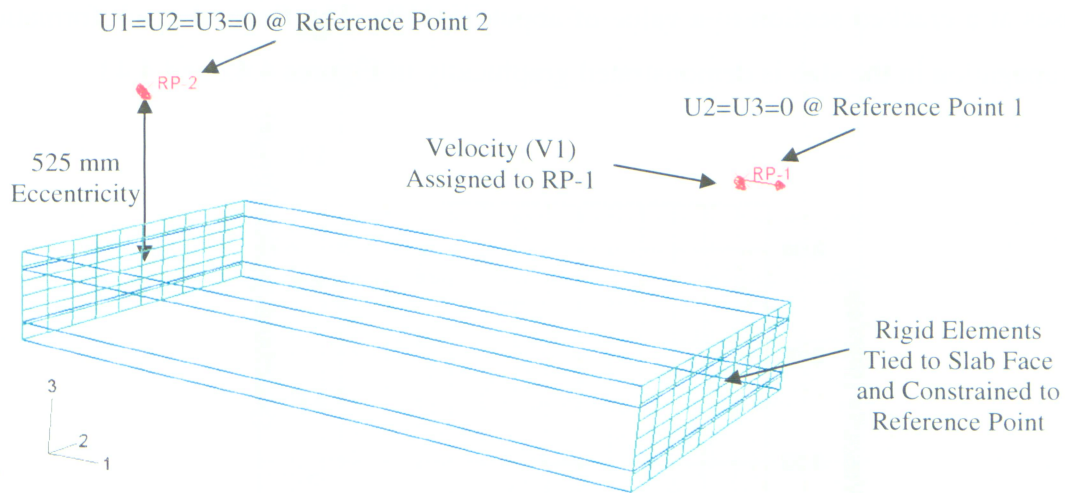 U1=U2=U3=0 @ Reference Point 2
RP-2
U2=U3=0 @ Reference Point 1
525 mm
Eccentricity
Velocity (V1)
Assigned to RP-1
RP-1
Rigid Elements
Tied to Slab Face
and Constrained to
Reference Point
3
2
1